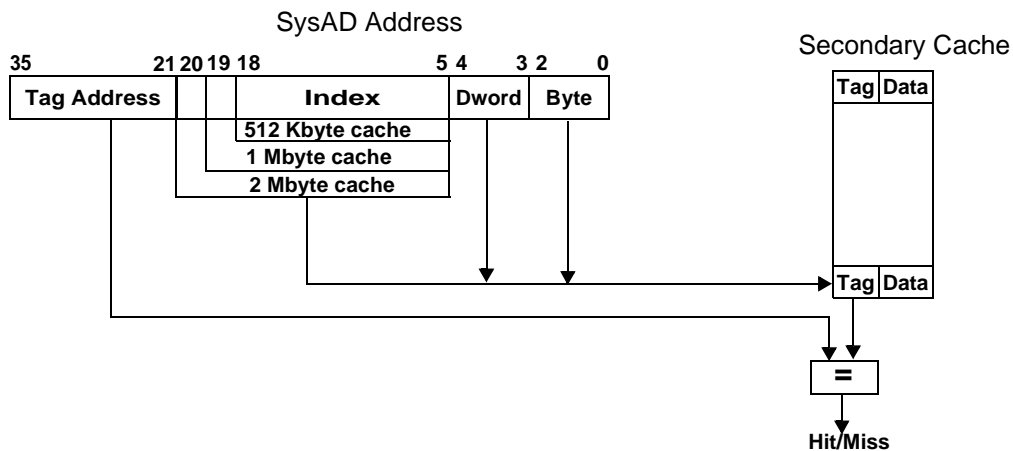 SysAD Address
Secondary Cache
35 21 20 19 18 5 4 3 2 0
Tag Address Index Dword Byte
Tag Data
512 Kbyte cache
1 Mbyte cache
2 Mbyte cache
Tag Data
=
Hit/Miss